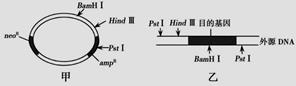 BamH I
Hind III
neoᴿ
Pst I
ampᴿ
甲
Pst I Hind III 目的基因
外源 DNA
BamH I Pst I
乙